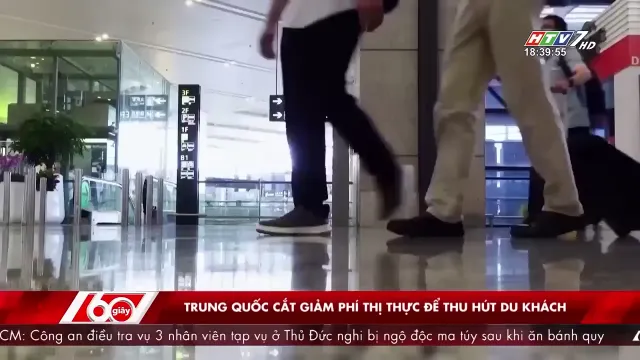 HTV7 HD
18:39:55
3F
2F
1F
B1
60 giây
TRUNG QUỐC CẮT GIẢM PHÍ THỊ THỰC ĐỂ THU HÚT DU KHÁCH
CM: Công an điều tra vụ 3 nhân viên tạp vụ ở Thủ Đức nghi bị ngộ độc ma túy sau khi ăn bánh quy